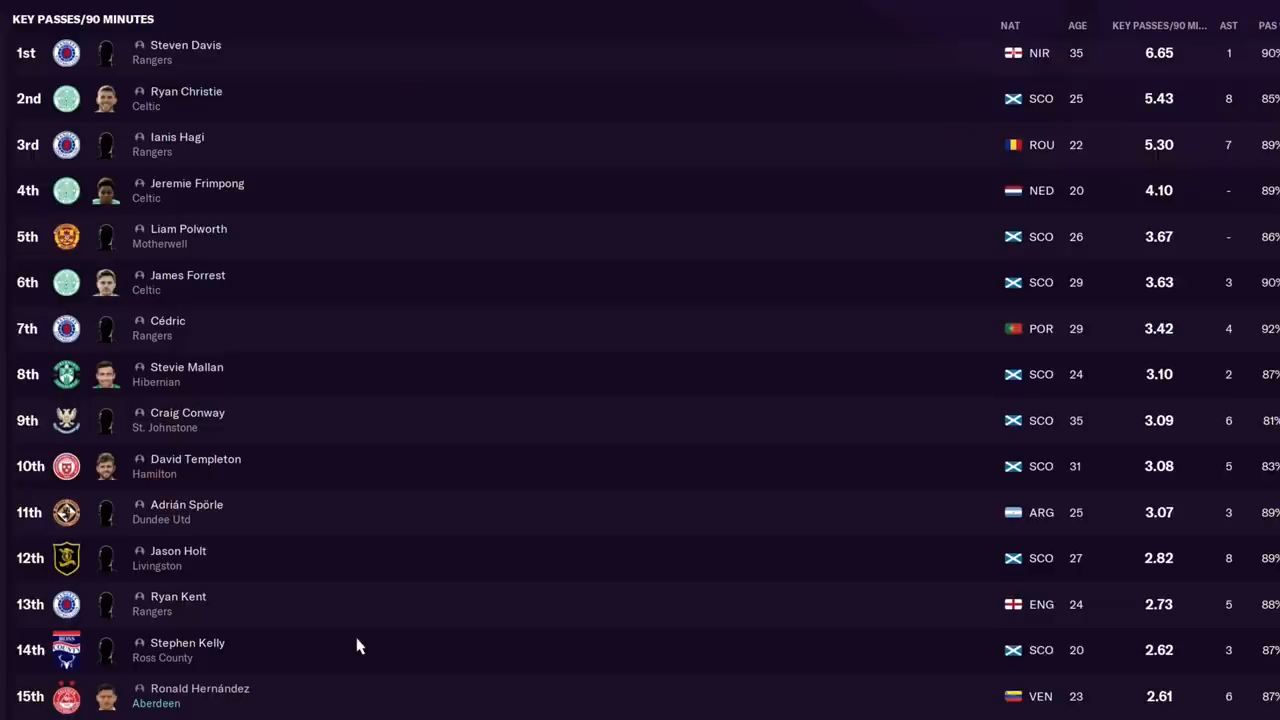 KEY PASSES/90 MINUTES
NAT AGE KEY PASSES/90 MI... AST PAS
1st Steven Davis NIR 35 6.65 1 90%
Rangers
2nd Ryan Christie SCO 25 5.43 8 85%
Celtic
3rd Ianis Hagi ROU 22 5.30 7 89%
Rangers
4th Jeremie Frimpong NED 20 4.10 - 89%
Celtic
5th Liam Polworth SCO 26 3.67 - 86%
Motherwell
6th James Forrest SCO 29 3.63 3 90%
Celtic
7th Cédric POR 29 3.42 4 92%
Rangers
8th Stevie Mallan SCO 24 3.10 2 87%
Hibernian
9th Craig Conway SCO 35 3.09 6 81%
St. Johnstone
10th David Templeton SCO 31 3.08 5 83%
Hamilton
11th Adrián Spörle ARG 25 3.07 3 89%
Dundee Utd
12th Jason Holt SCO 27 2.82 8 89%
Livingston
13th Ryan Kent ENG 24 2.73 5 88%
Rangers
14th ROSS COUNTY Stephen Kelly SCO 20 2.62 3 87%
Ross County
15th Ronald Hernández VEN 23 2.61 6 87%
Aberdeen